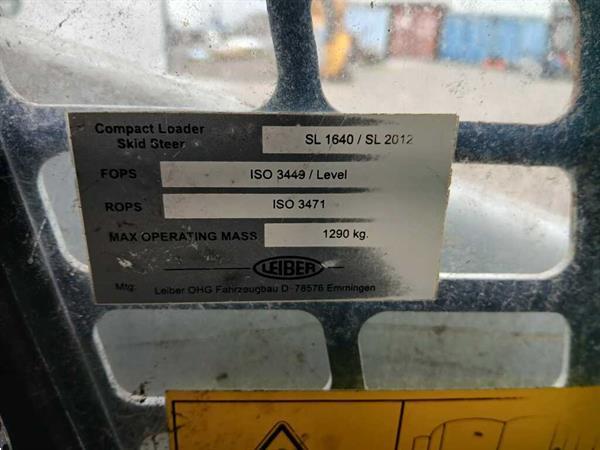 Compact Loader
Skid Steer
SL 1640 / SL 2012
FOPS
ISO 3449 / Level
ROPS
ISO 3471
MAX OPERATING MASS
1290 kg.
LEIBER
Mfg:
Leiber OHG Fahrzeugbau D-78576 Emmingen